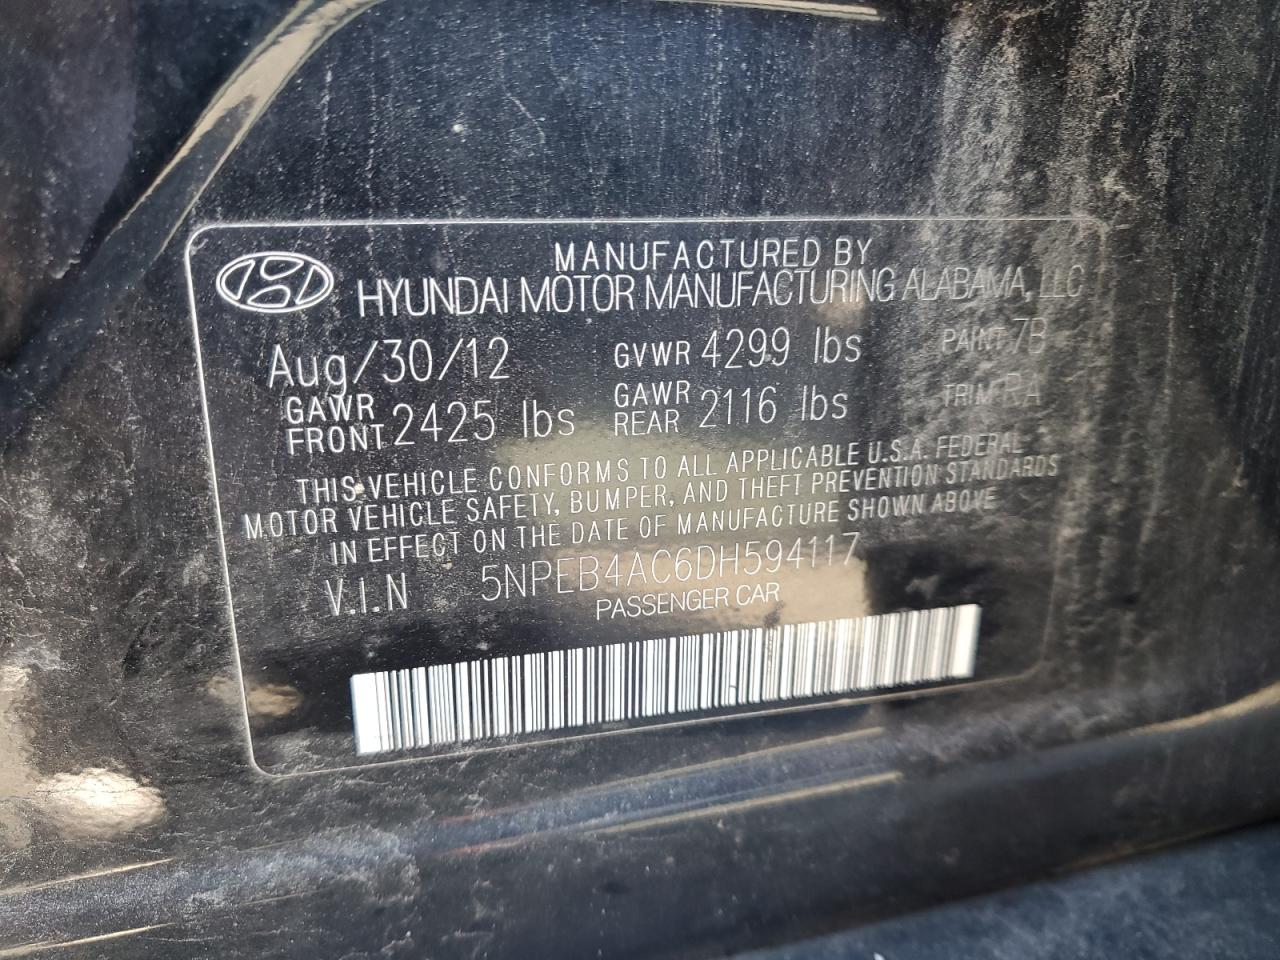 MANUFACTURED BY
HYUNDAI MOTOR MANUFACTURING ALABAMA, LLC
Aug/30/12 GVWR 4299 lbs PAINT 7B
GAWR FRONT 2425 lbs GAWR REAR 2116 lbs TRIM RA
THIS VEHICLE CONFORMS TO ALL APPLICABLE U.S.A. FEDERAL
MOTOR VEHICLE SAFETY, BUMPER, AND THEFT PREVENTION STANDARDS
IN EFFECT ON THE DATE OF MANUFACTURE SHOWN ABOVE
V.I.N 5NPEB4AC6DH594117
PASSENGER CAR